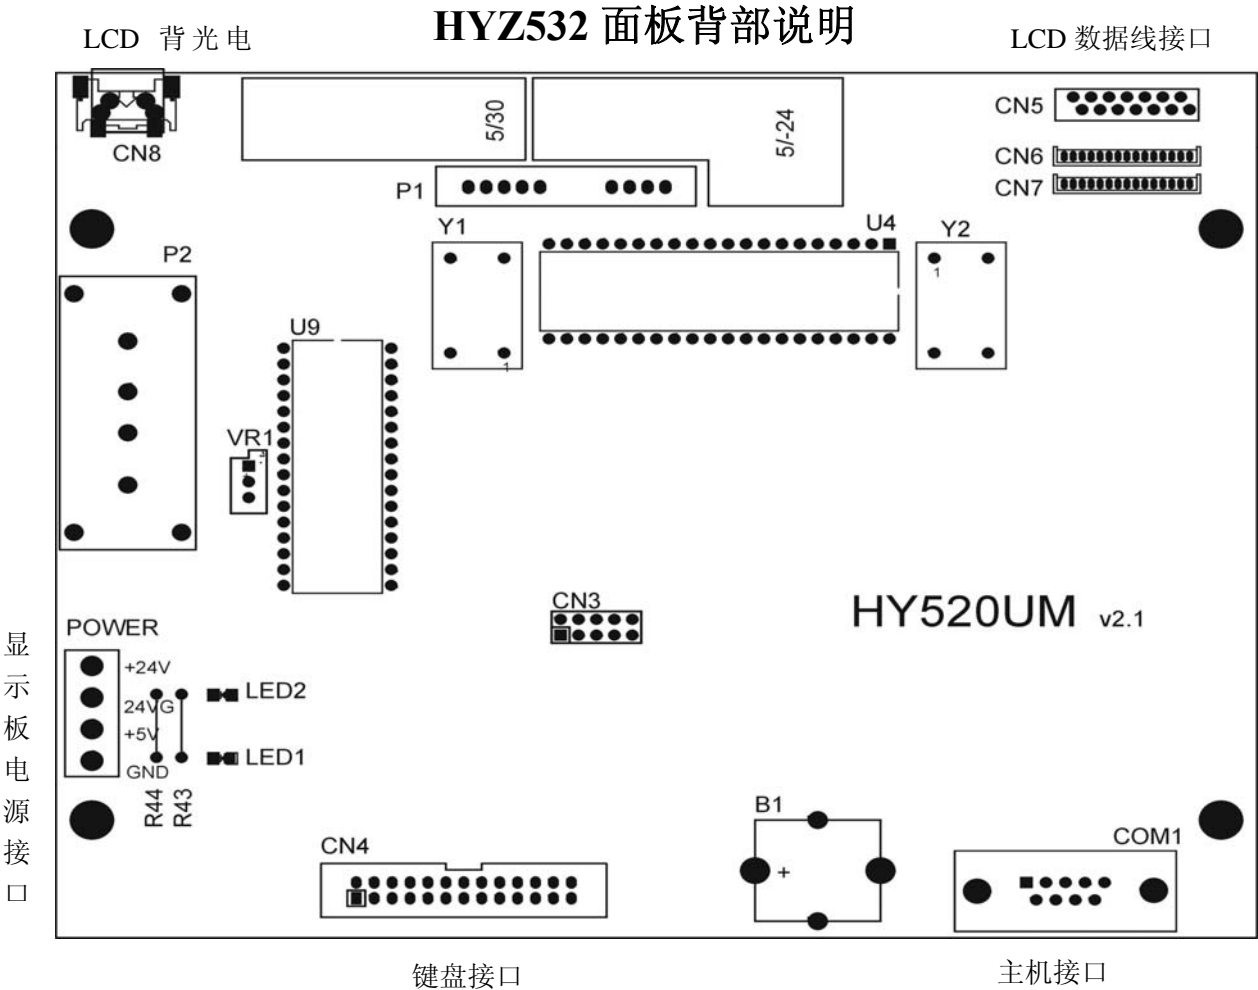 HYZ532 面板背部说明
LCD 背光电
LCD 数据线接口
CN8
5/30
5/-24
CN5
CN6
CN7
P1
Y1
U4
Y2
1
1
P2
U9
VR1
CN3
HY520UM v2.1
显示板电源接口
POWER
+24V
24VG
+5V
GND
R44
R43
LED2
LED1
CN4
B1
+
COM1
键盘接口
主机接口